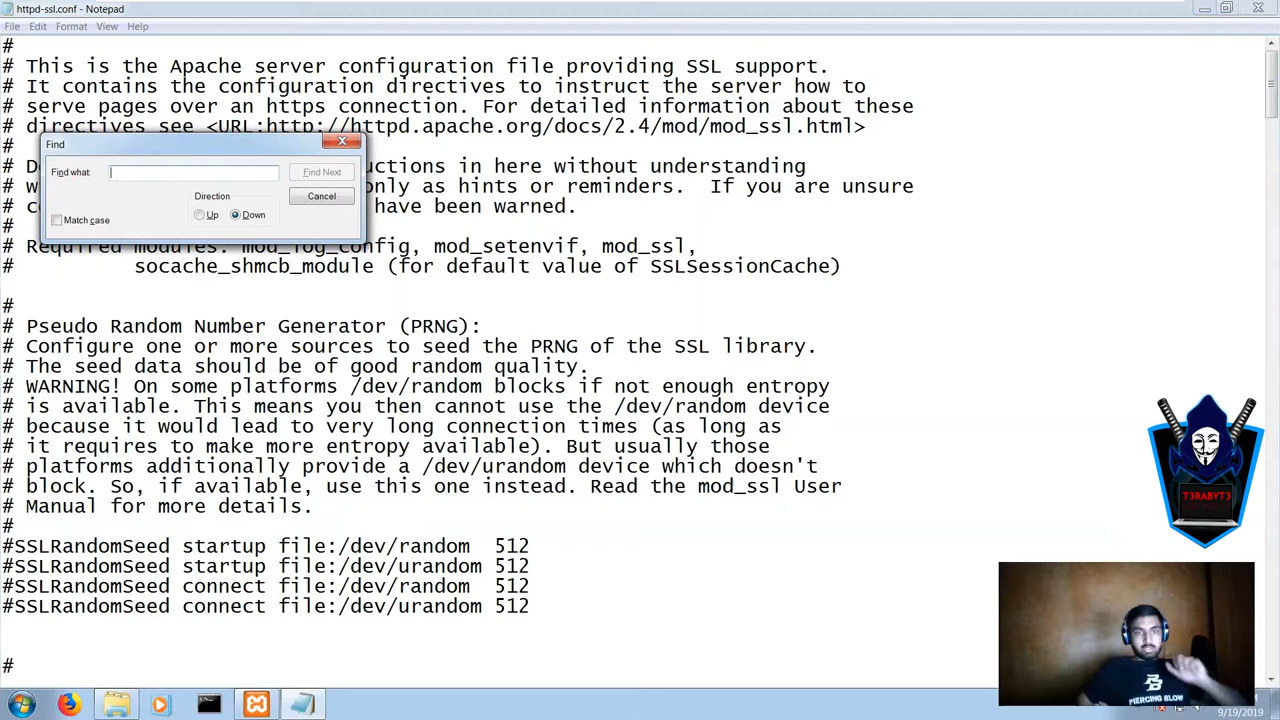 httpd-ssl.conf - Notepad
File Edit Format View Help
#
# This is the Apache server configuration file providing SSL support.
# It contains the configuration directives to instruct the server how to
# serve pages over an https connection. For detailed information about these
# directives see <URL:http://httpd.apache.org/docs/2.4/mod/mod_ssl.html>
#
Find
# D uctions in here without understanding
Find what: Find Next
# w only as hints or reminders.  If you are unsure
Direction
Cancel
# c have been warned.
Up Down
Match case
#
# Required modules: mod_log_config, mod_setenvif, mod_ssl,
#           socache_shmcb_module (for default value of SSLSessionCache)
#
# Pseudo Random Number Generator (PRNG):
# Configure one or more sources to seed the PRNG of the SSL library.
# The seed data should be of good random quality.
# WARNING! On some platforms /dev/random blocks if not enough entropy
# is available. This means you then cannot use the /dev/random device
# because it would lead to very long connection times (as long as
# it requires to make more entropy available). But usually those
# platforms additionally provide a /dev/urandom device which doesn't
# block. So, if available, use this one instead. Read the mod_ssl User
# Manual for more details.
#
#SSLRandomSeed startup file:/dev/random  512
#SSLRandomSeed startup file:/dev/urandom 512
#SSLRandomSeed connect file:/dev/random  512
#SSLRandomSeed connect file:/dev/urandom 512
#
T3RABYT3
PIERCING BLOW
9/19/2019